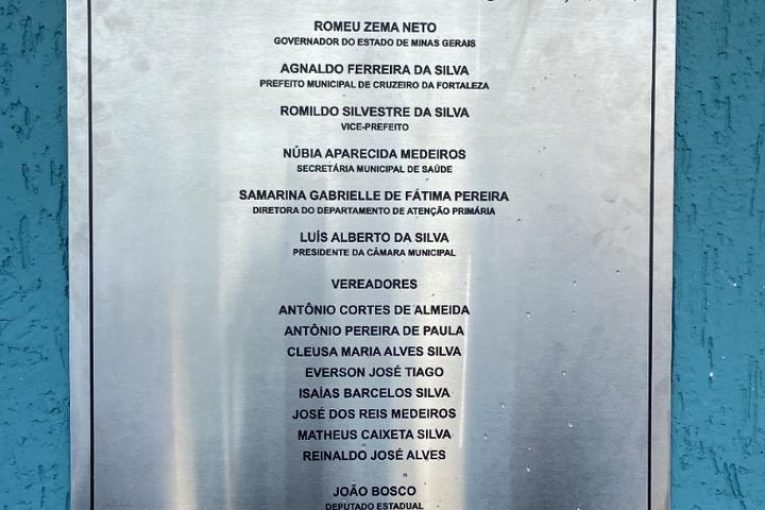 ROMEU ZEMA NETO
GOVERNADOR DO ESTADO DE MINAS GERAIS
AGNALDO FERREIRA DA SILVA
PREFEITO MUNICIPAL DE CRUZEIRO DA FORTALEZA
ROMILDO SILVESTRE DA SILVA
VICE-PREFEITO
NÚBIA APARECIDA MEDEIROS
SECRETÁRIA MUNICIPAL DE SAÚDE
SAMARINA GABRIELLE DE FÁTIMA PEREIRA
DIRETORA DO DEPARTAMENTO DE ATENÇÃO PRIMÁRIA
LUÍS ALBERTO DA SILVA
PRESIDENTE DA CÂMARA MUNICIPAL
VEREADORES
ANTÔNIO CORTES DE ALMEIDA
ANTÔNIO PEREIRA DE PAULA
CLEUSA MARIA ALVES SILVA
EVERSON JOSÉ TIAGO
ISAÍAS BARCELOS SILVA
JOSÉ DOS REIS MEDEIROS
MATHEUS CAIXETA SILVA
REINALDO JOSÉ ALVES
JOÃO BOSCO
DEPUTADO ESTADUAL